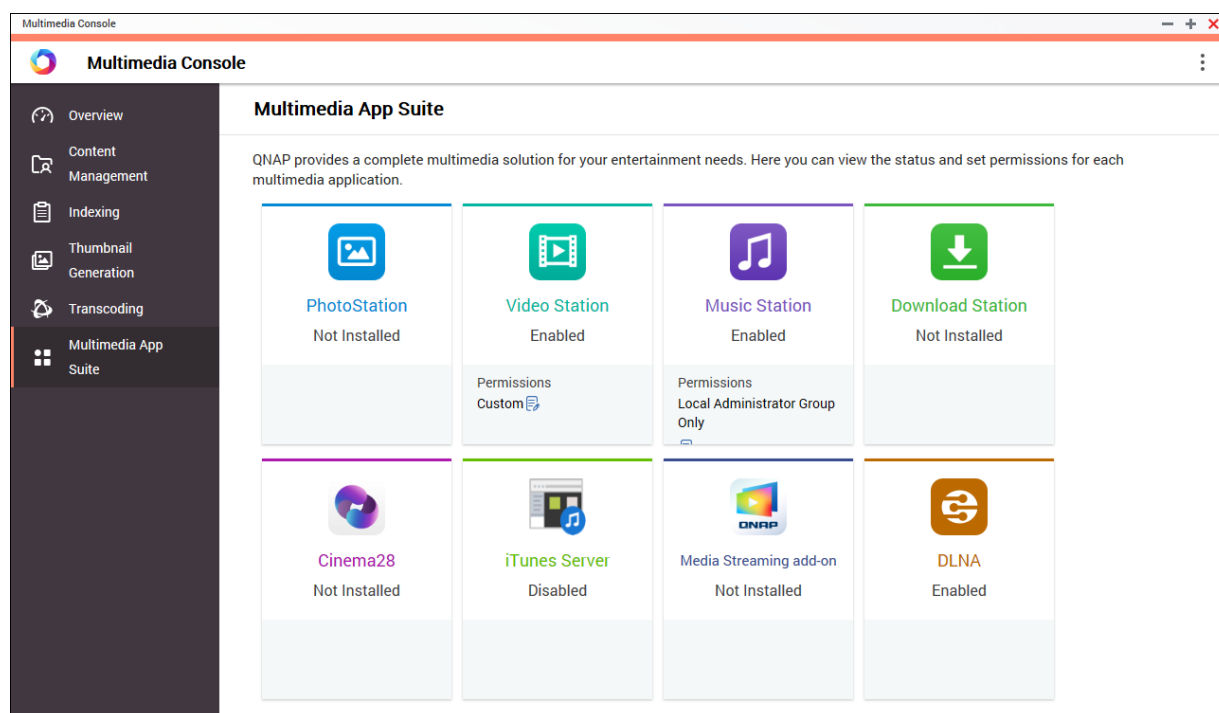 Multimedia Console
Multimedia Console
Overview
Content
Management
Indexing
Thumbnail
Generation
Transcoding
Multimedia App
Suite
Multimedia App Suite
QNAP provides a complete multimedia solution for your entertainment needs. Here you can view the status and set permissions for each
multimedia application.
PhotoStation
Not Installed
Video Station
Enabled
Permissions
Custom
Music Station
Enabled
Permissions
Local Administrator Group
Only
Download Station
Not Installed
Cinema28
Not Installed
iTunes Server
Disabled
QNAP
Media Streaming add-on
Not Installed
DLNA
Enabled